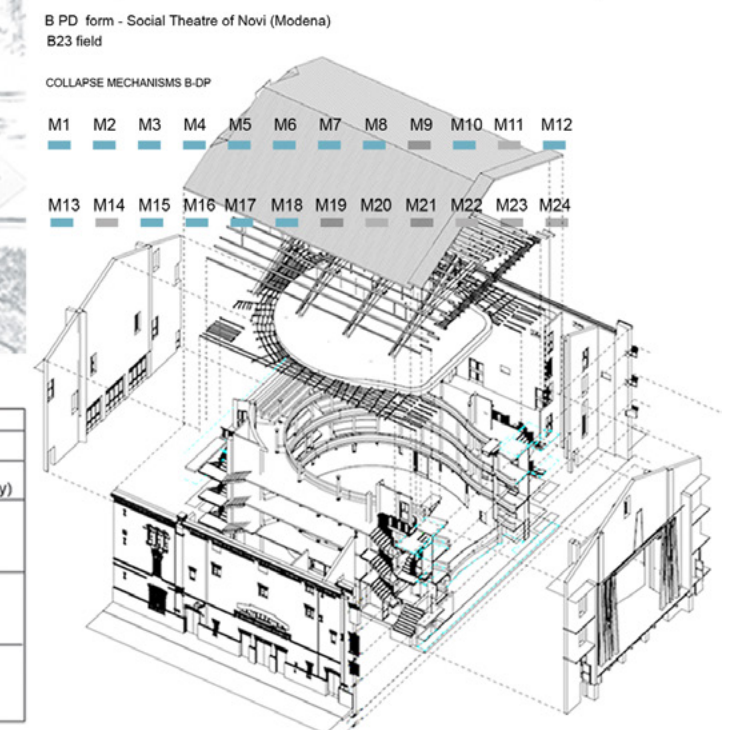 B PD form - Social Theatre of Novi (Modena)
B23 field
COLLAPSE MECHANISMS B-DP
M1 M2 M3 M4 M5 M6 M7 M8 M9 M10 M11 M12
M13 M14 M15 M16 M17 M18 M19 M20 M21 M22 M23 M24
y)